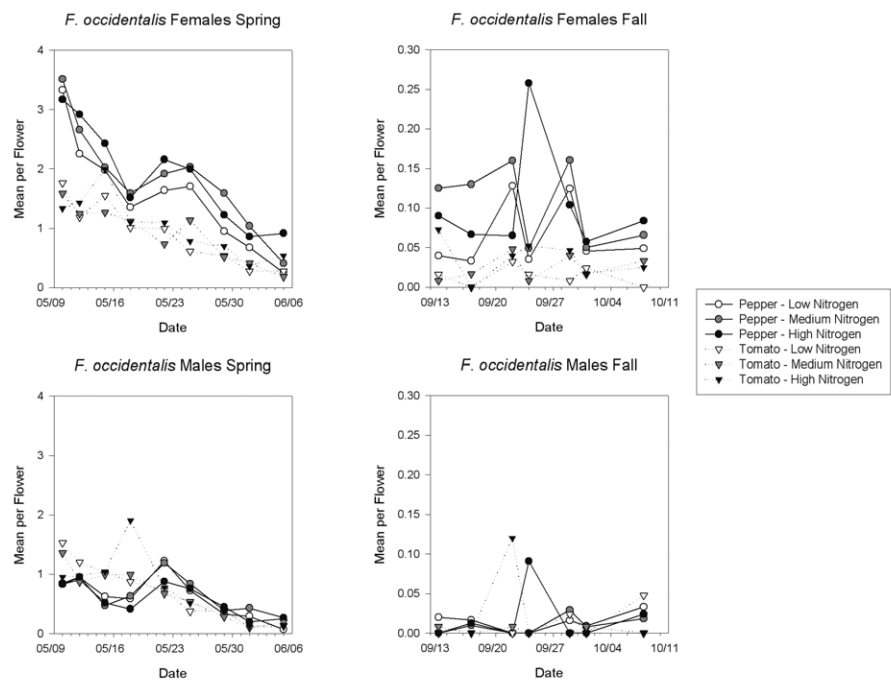 F. occidentalis Females Spring
Mean per Flower
4
3
2
1
0
05/09 05/16 05/23 05/30 06/06
Date
F. occidentalis Females Fall
Mean per Flower
0.30
0.25
0.20
0.15
0.10
0.05
0.00
09/13 09/20 09/27 10/04 10/11
Date
Pepper - Low Nitrogen
Pepper - Medium Nitrogen
Pepper - High Nitrogen
Tomato - Low Nitrogen
Tomato - Medium Nitrogen
Tomato - High Nitrogen
F. occidentalis Males Spring
Mean per Flower
4
3
2
1
0
05/09 05/16 05/23 05/30 06/06
Date
F. occidentalis Males Fall
Mean per Flower
0.30
0.25
0.20
0.15
0.10
0.05
0.00
09/13 09/20 09/27 10/04 10/11
Date